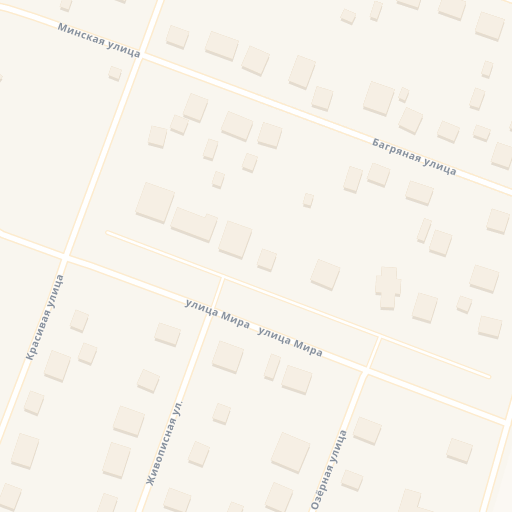 Минская улица
Багряная улица
Красивая улица
улица Мира
улица Мира
Живописная ул.
Озёрная улица